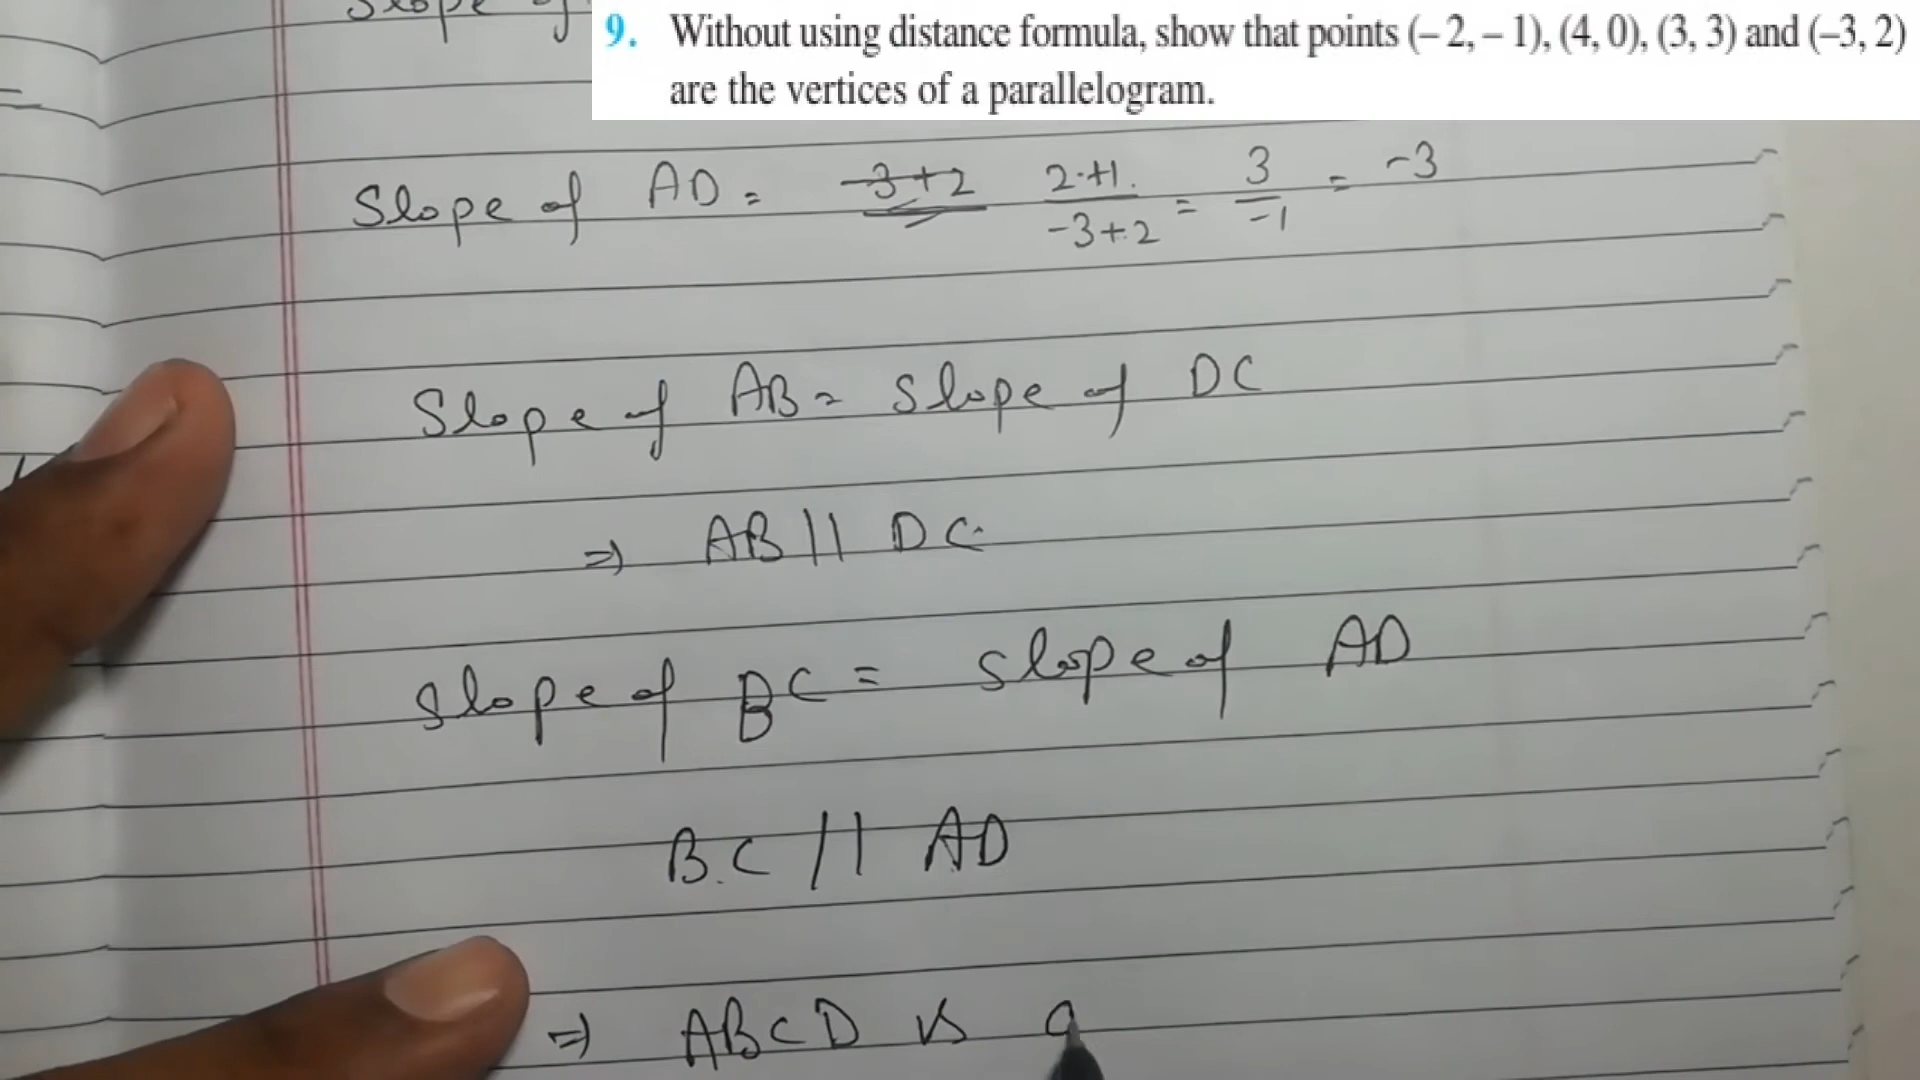 Slope of
9. Without using distance formula, show that points (– 2, – 1), (4, 0), (3, 3) and (–3, 2)
are the vertices of a parallelogram.
Slope of AD = -3+2 2+1/-3+2 = 3/-1 = -3
Slope of AB = Slope of DC
⇒ AB || DC
Slope of BC = Slope of AD
BC || AD
⇒ ABCD is a